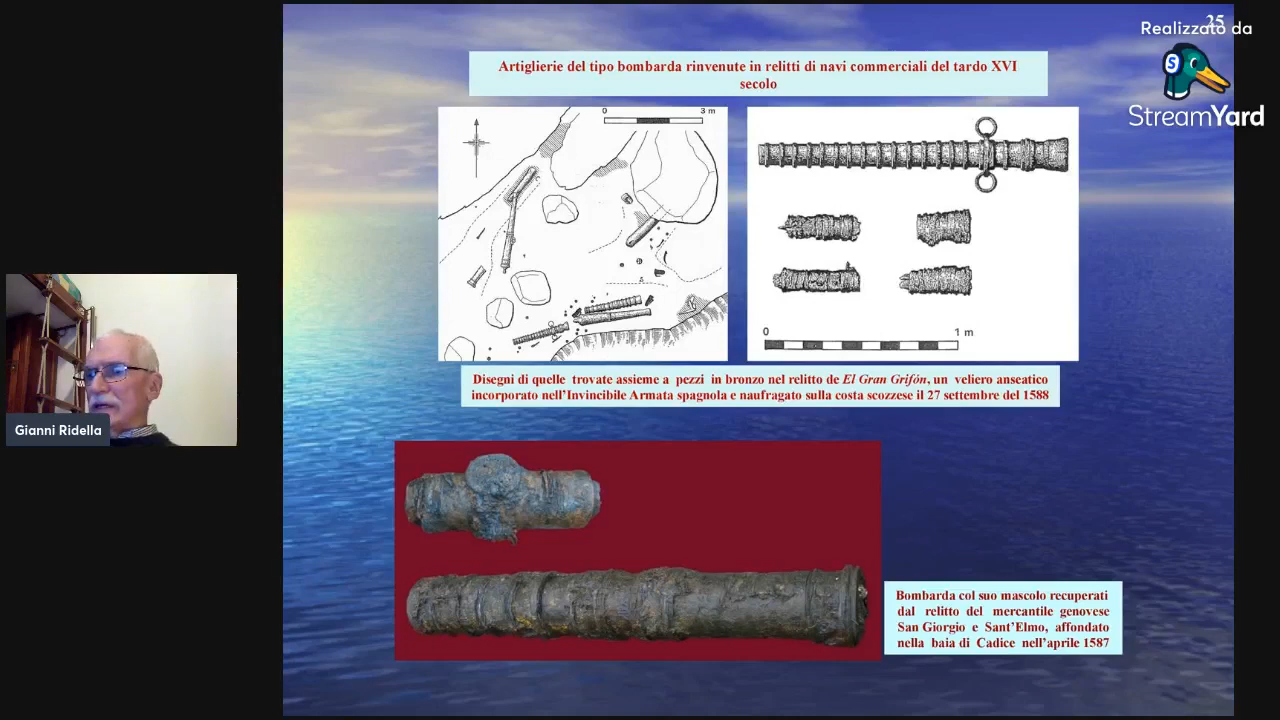 25
Realizzato da
StreamYard
Artiglierie del tipo bombarda rinvenute in relitti di navi commerciali del tardo XVI
secolo
0 3 m
0 1 m
Disegni di quelle trovate assieme a pezzi in bronzo nel relitto de El Gran Grifón, un veliero anseatico
incorporato nell'Invincibile Armata spagnola e naufragato sulla costa scozzese il 27 settembre del 1588
Gianni Ridella
Bombarda col suo mascolo recuperati
dal relitto del mercantile genovese
San Giorgio e Sant'Elmo, affondato
nella baia di Cadice nell'aprile 1587